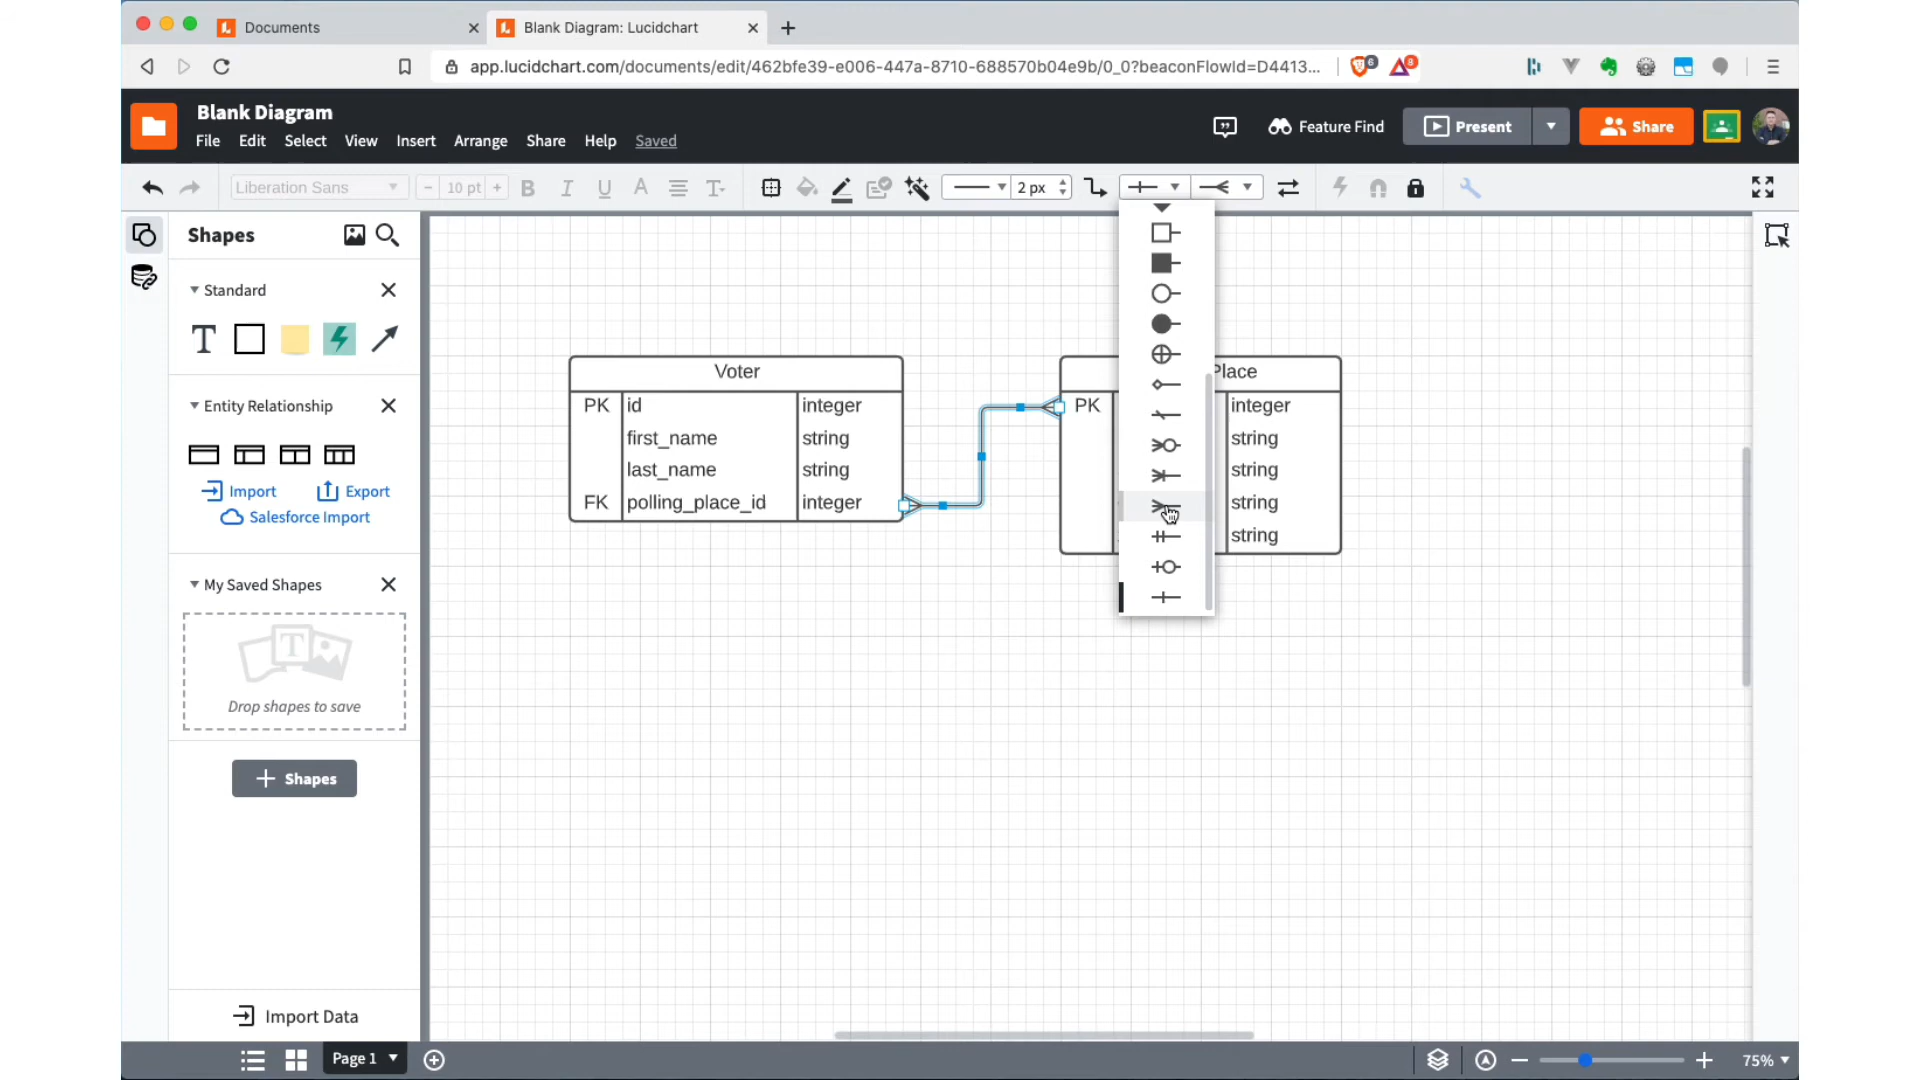 Documents
Blank Diagram: Lucidchart
app.lucidchart.com/documents/edit/462bfe39-e006-447a-8710-688570b04e9b/0_0?beaconFlowId=D4413...
6
8
Blank Diagram
File Edit Select View Insert Arrange Share Help Saved
Feature Find
Present
Share
Liberation Sans
10 pt
B I U A T
2 px
Shapes
Standard
T
Entity Relationship
Import
Export
Salesforce Import
My Saved Shapes
T
Drop shapes to save
+ Shapes
Import Data
Voter
PK id integer
first_name string
last_name string
FK polling_place_id integer
Place
PK integer
string
string
string
string
Page 1
75%